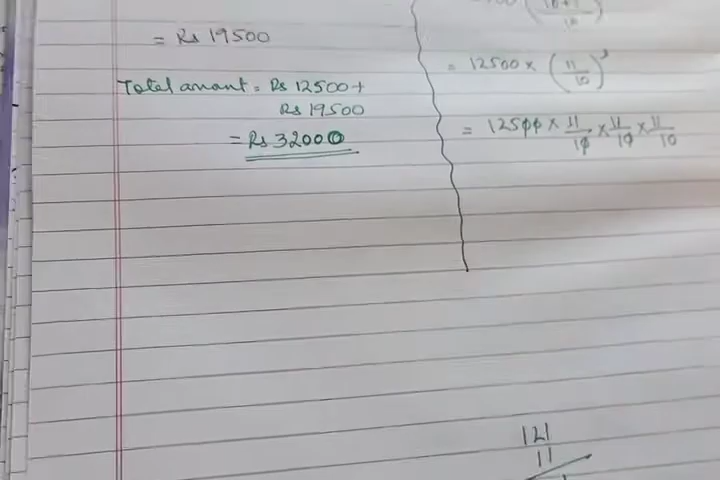 = Rs 19500
Total amant = Rs 12500 +
Rs 19500
= Rs 32000
= 12500 × (11/10)³
= 12500 × 11/10 × 11/10 × 11/10
121
11